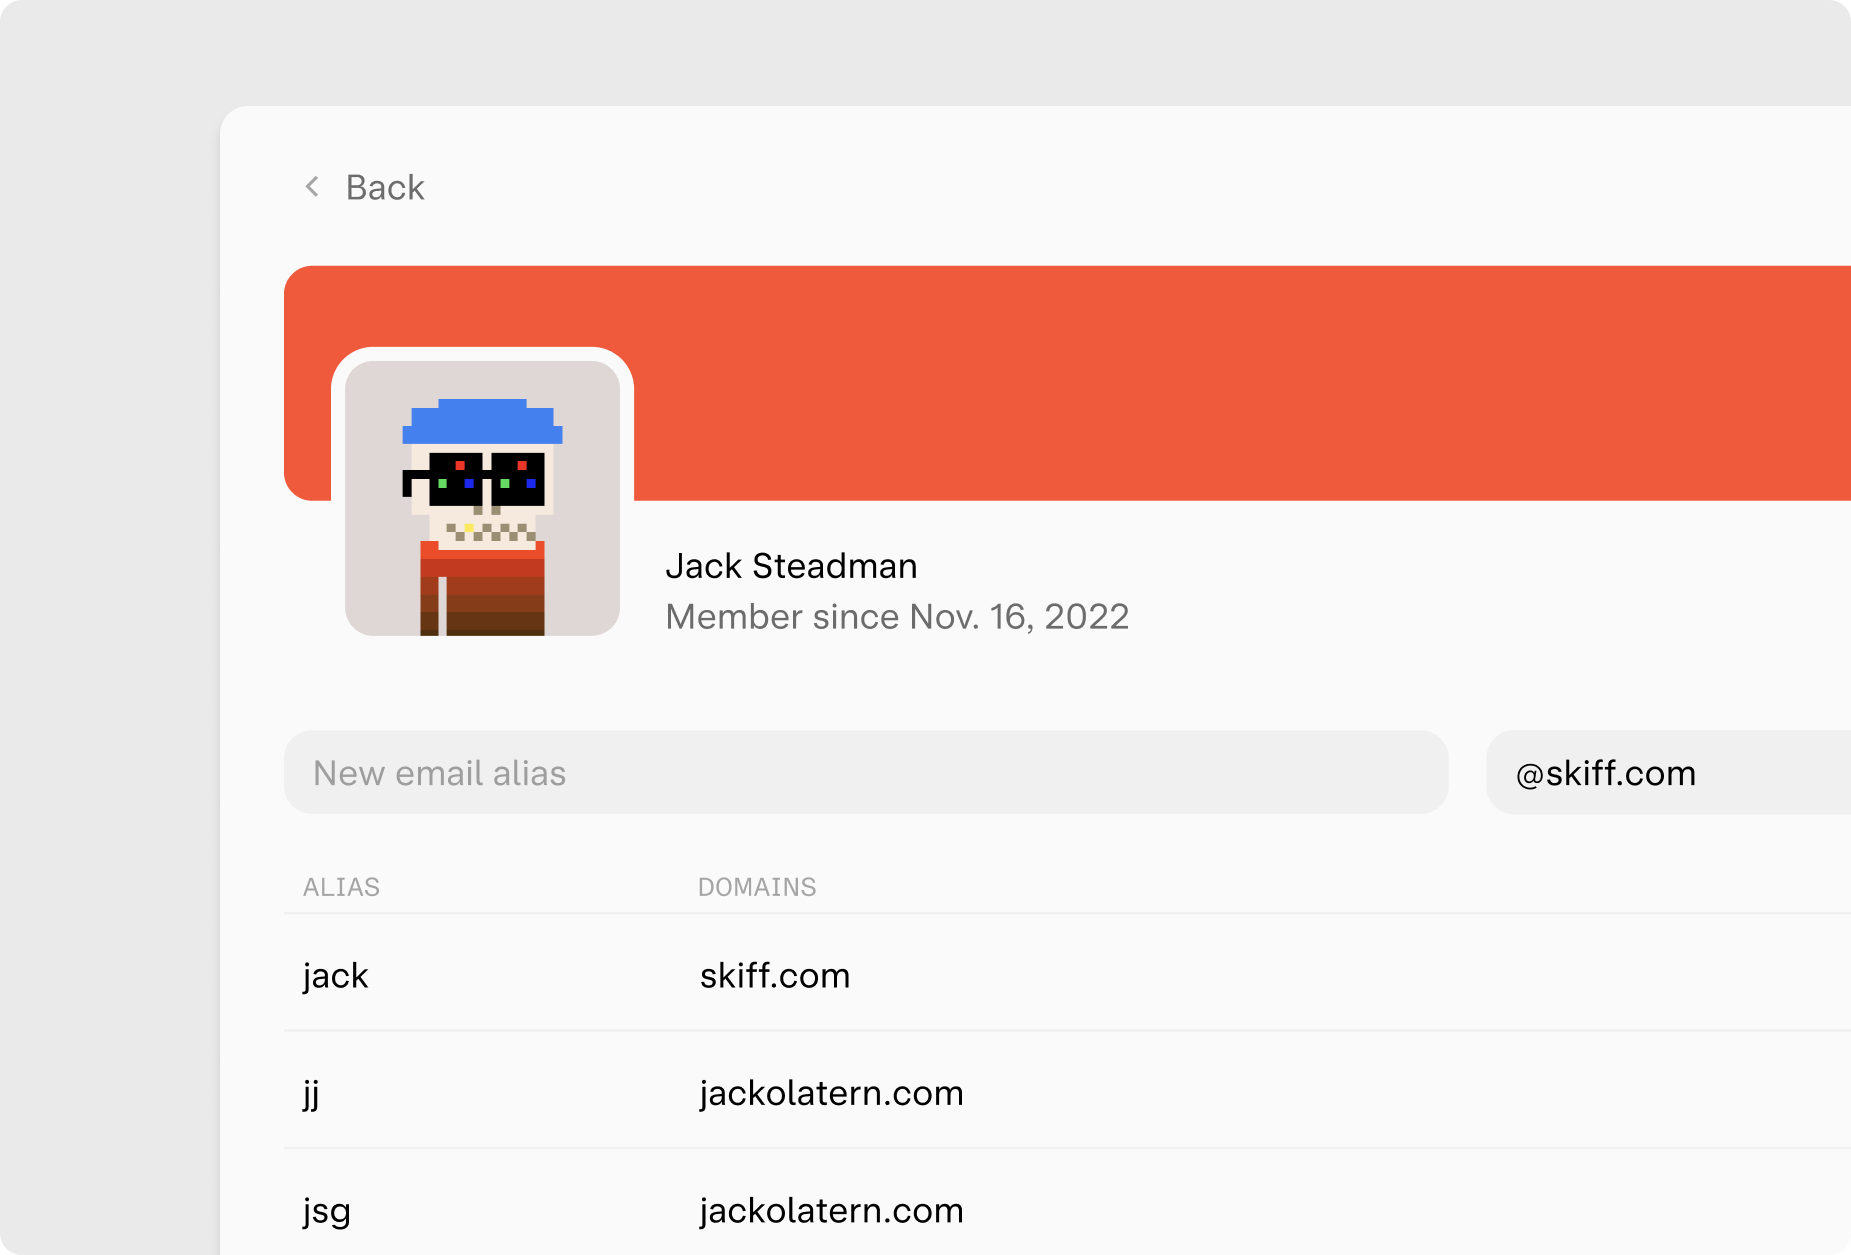 Back
Jack Steadman
Member since Nov. 16, 2022
New email alias
@skiff.com
ALIAS DOMAINS
jack skiff.com
jj jackolatern.com
jsg jackolatern.com